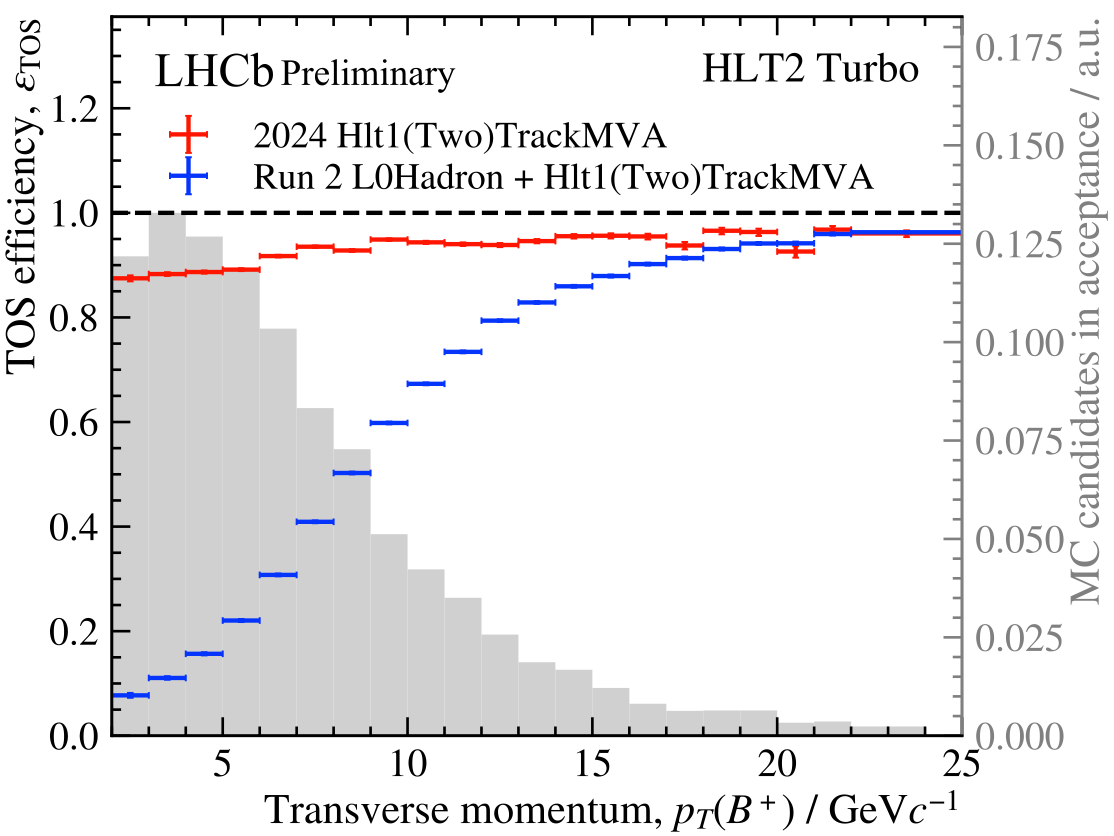 LHCb Preliminary
HLT2 Turbo
2024 Hlt1(Two)TrackMVA
Run 2 L0Hadron + Hlt1(Two)TrackMVA
TOS efficiency, εTOS
1.2
1.0
0.8
0.6
0.4
0.2
0.0
5
10
15
20
25
Transverse momentum, pT(B+) / GeVc−1
0.175
0.150
0.125
0.100
0.075
0.050
0.025
0.000
MC candidates in acceptance / a.u.